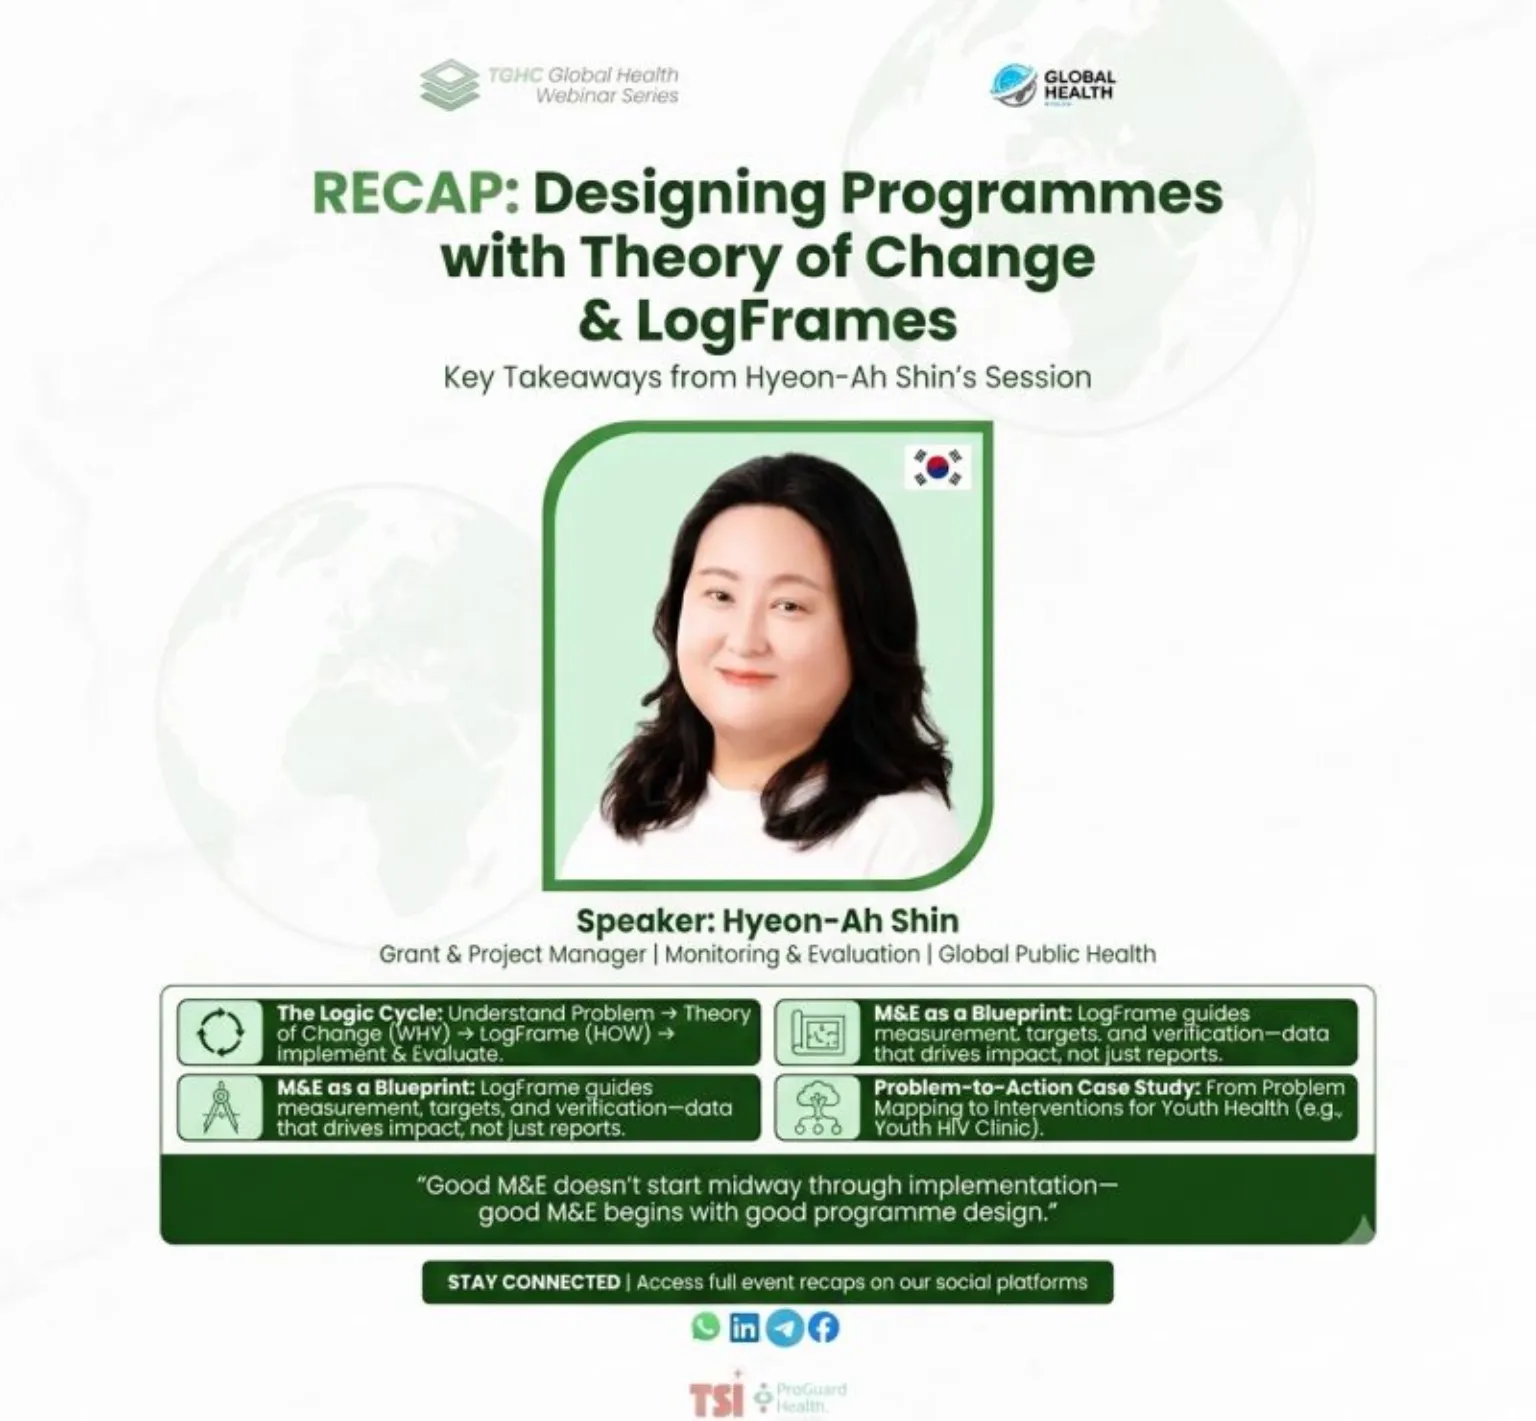 TGHC Global Health
Webinar Series
GLOBAL
HEALTH
RECAP: Designing Programmes
with Theory of Change
& LogFrames
Key Takeaways from Hyeon-Ah Shin's Session
Speaker: Hyeon-Ah Shin
Grant & Project Manager | Monitoring & Evaluation | Global Public Health
The Logic Cycle: Understand Problem → Theory
of Change (WHY) → LogFrame (HOW) →
Implement & Evaluate.
M&E as a Blueprint: LogFrame guides
measurement, targets, and verification—data
that drives impact, not just reports.
M&E as a Blueprint: LogFrame guides
measurement, targets, and verification—data
that drives impact, not just reports.
Problem-to-Action Case Study: From Problem
Mapping to Interventions for Youth Health (e.g.,
Youth HIV Clinic).
"Good M&E doesn't start midway through implementation—
good M&E begins with good programme design."
STAY CONNECTED | Access full event recaps on our social platforms
in
TSI
ProGuard
Health.